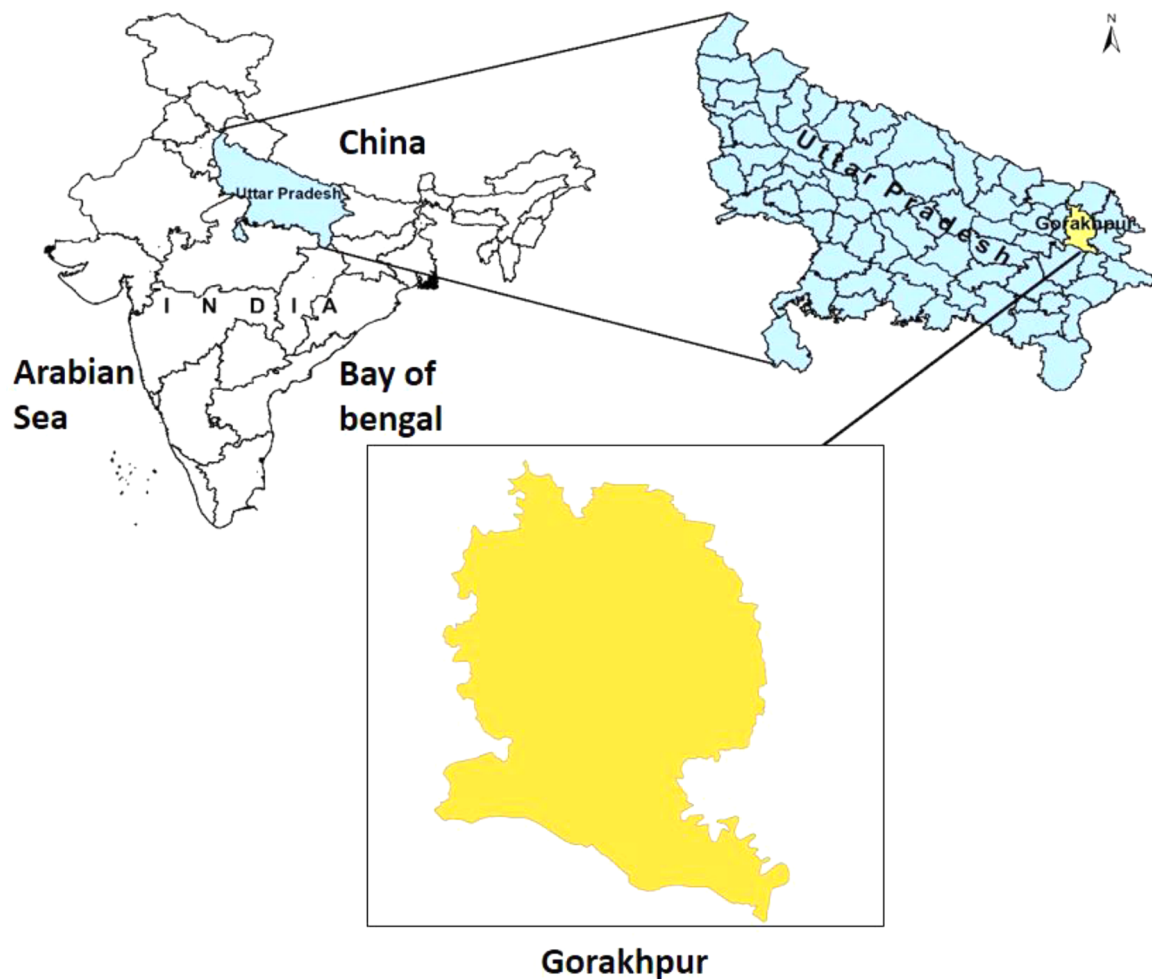 N
China
Uttar Pradesh
Uttar Pradesh
Gorakhpur
I N D I A
Arabian
Sea
Bay of
bengal
Gorakhpur